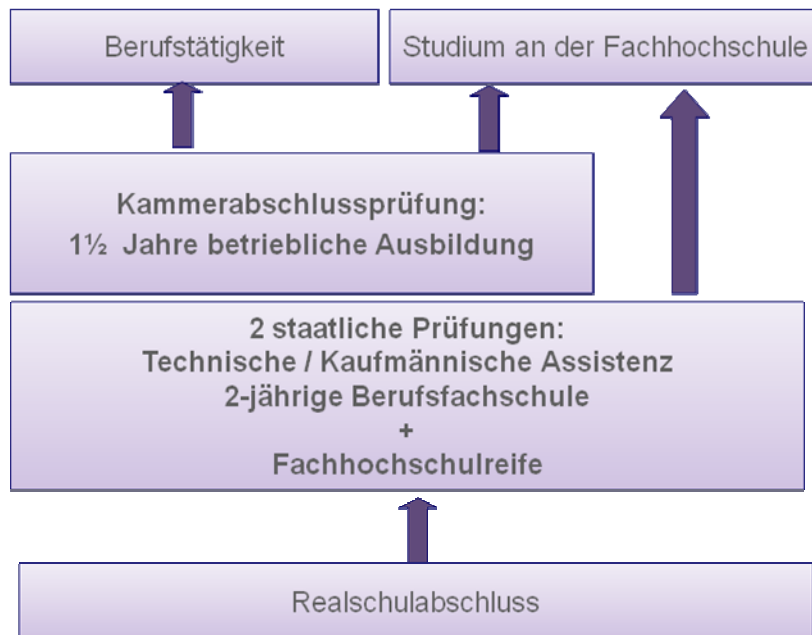 Berufstätigkeit
Studium an der Fachhochschule
Kammerabschlussprüfung:
1½ Jahre betriebliche Ausbildung
2 staatliche Prüfungen:
Technische / Kaufmännische Assistenz
2-jährige Berufsfachschule
+
Fachhochschulreife
Realschulabschluss